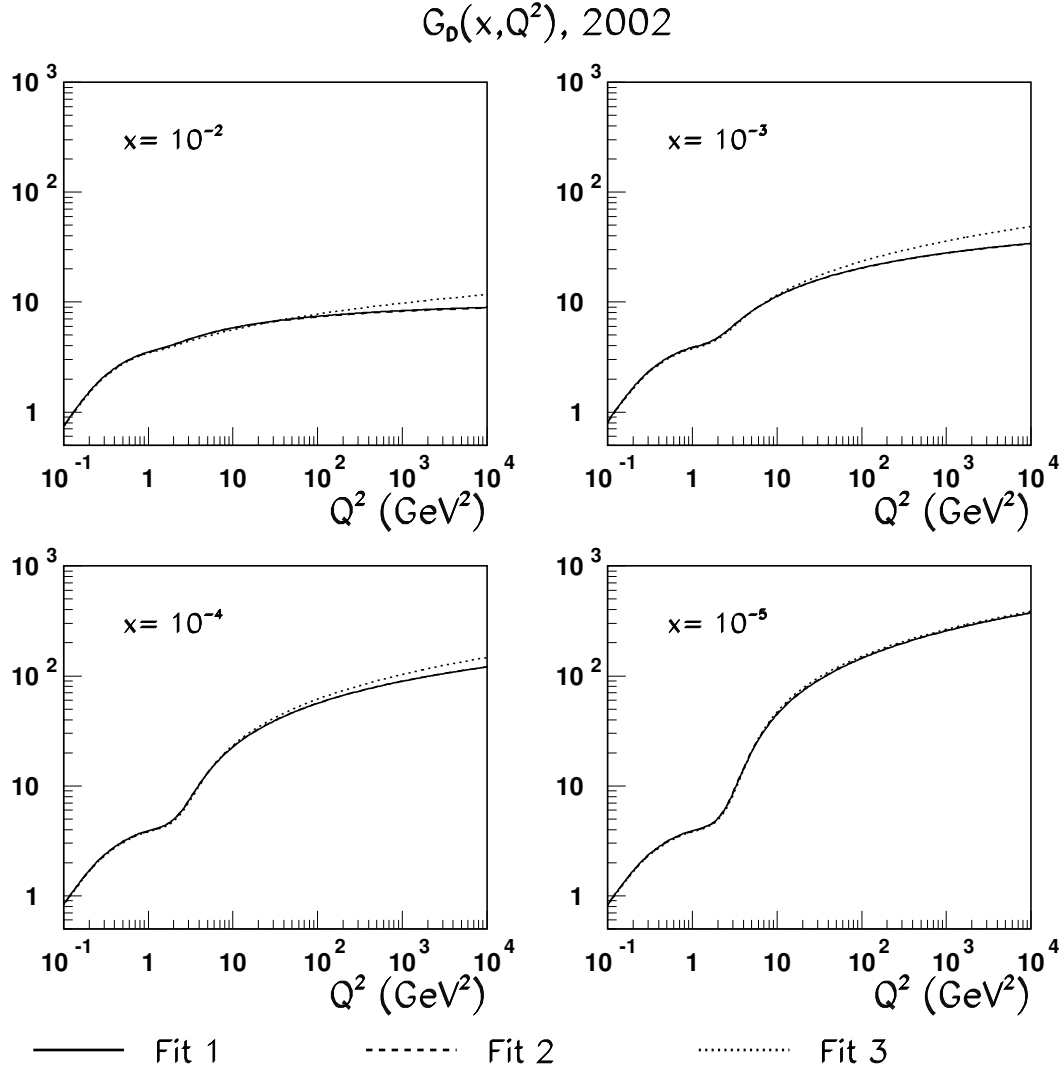 G_D(x,Q²), 2002
10³ 10² 10 1
x= 10⁻²
10⁻¹ 1 10 10² 10³ 10⁴
Q² (GeV²)
10³ 10² 10 1
x= 10⁻³
10⁻¹ 1 10 10² 10³ 10⁴
Q² (GeV²)
10³ 10² 10 1
x= 10⁻⁴
10⁻¹ 1 10 10² 10³ 10⁴
Q² (GeV²)
10³ 10² 10 1
x= 10⁻⁵
10⁻¹ 1 10 10² 10³ 10⁴
Q² (GeV²)
Fit 1 Fit 2 Fit 3